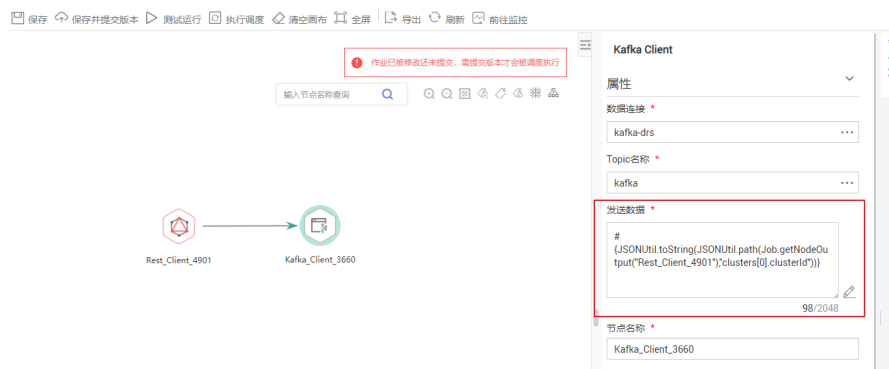 保存 保存并提交版本 测试运行 执行调度 清空画布 全屏 导出 刷新 前往监控
作业已被修改还未提交，需提交版本才会被调度执行
输入节点名称查询
Rest_Client_4901
Kafka_Client_3660
Kafka Client
属性
数据连接 *
kafka-drs ...
Topic名称 *
kafka ...
发送数据 *
#
{JSONUtil.toString(JSONUtil.path(Job.getNodeOu
tput("Rest_Client_4901"),"clusters[0].clusterId"))}
98/2048
节点名称 *
Kafka_Client_3660